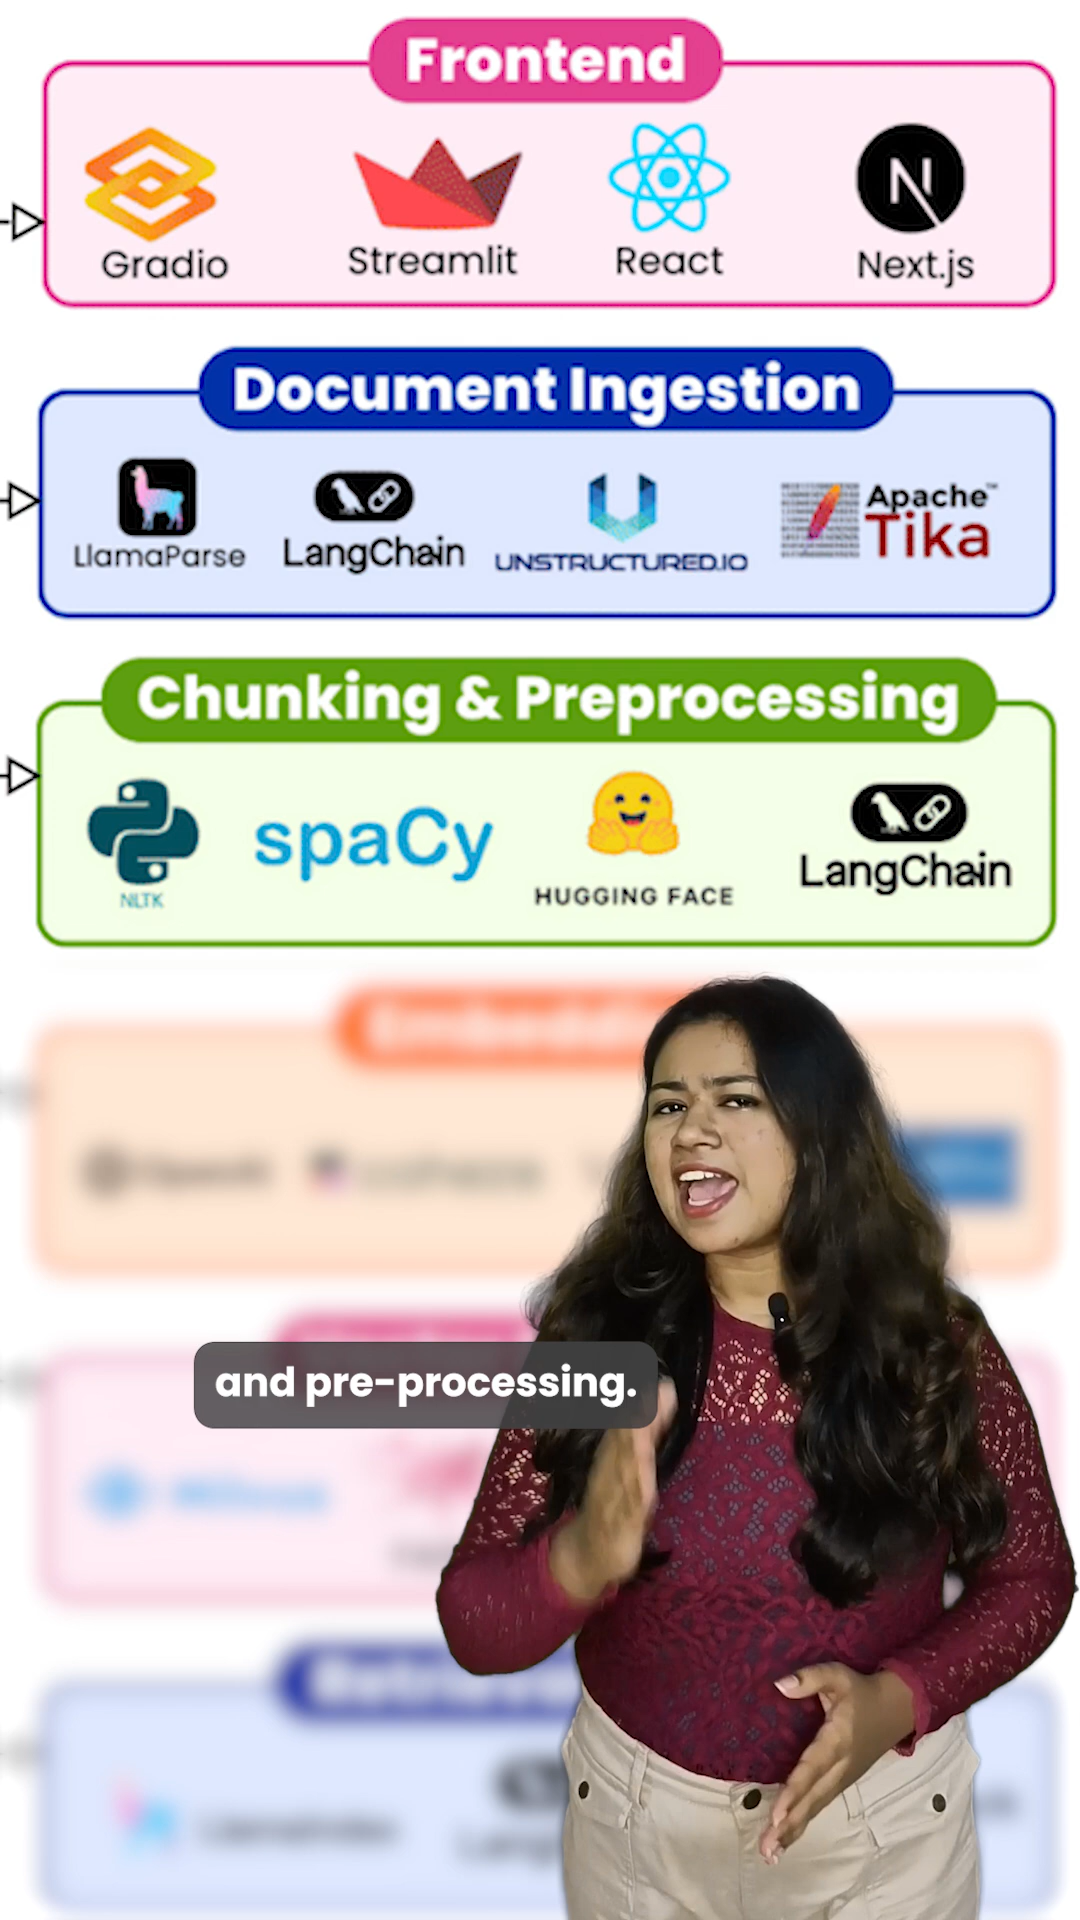 Frontend
Gradio
Streamlit
React
Next.js
Document Ingestion
LlamaParse
LangChain
UNSTRUCTURED.IO
Apache™
Tika
Chunking & Preprocessing
NLTK
spaCy
HUGGING FACE
LangChain
and pre-processing.